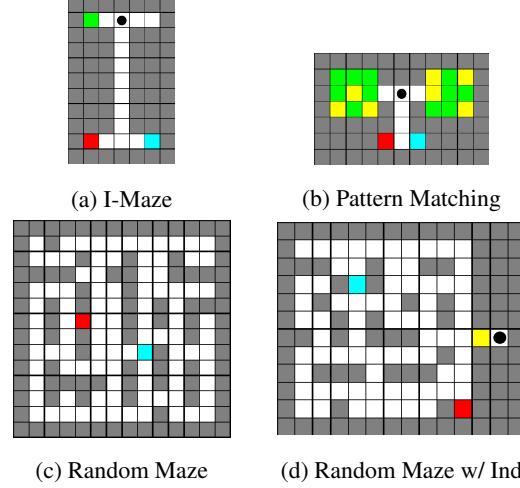 (a) I-Maze
(b) Pattern Matching
(c) Random Maze
(d) Random Maze w/ Ind